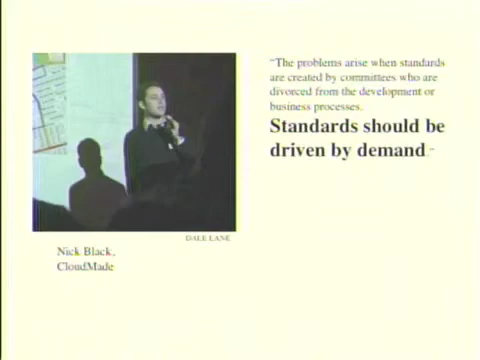 "The problems arise when standards
are created by committees who are
divorced from the development or
business processes.
Standards should be
driven by demand."
DALE LANE
Nick Black,
CloudMade